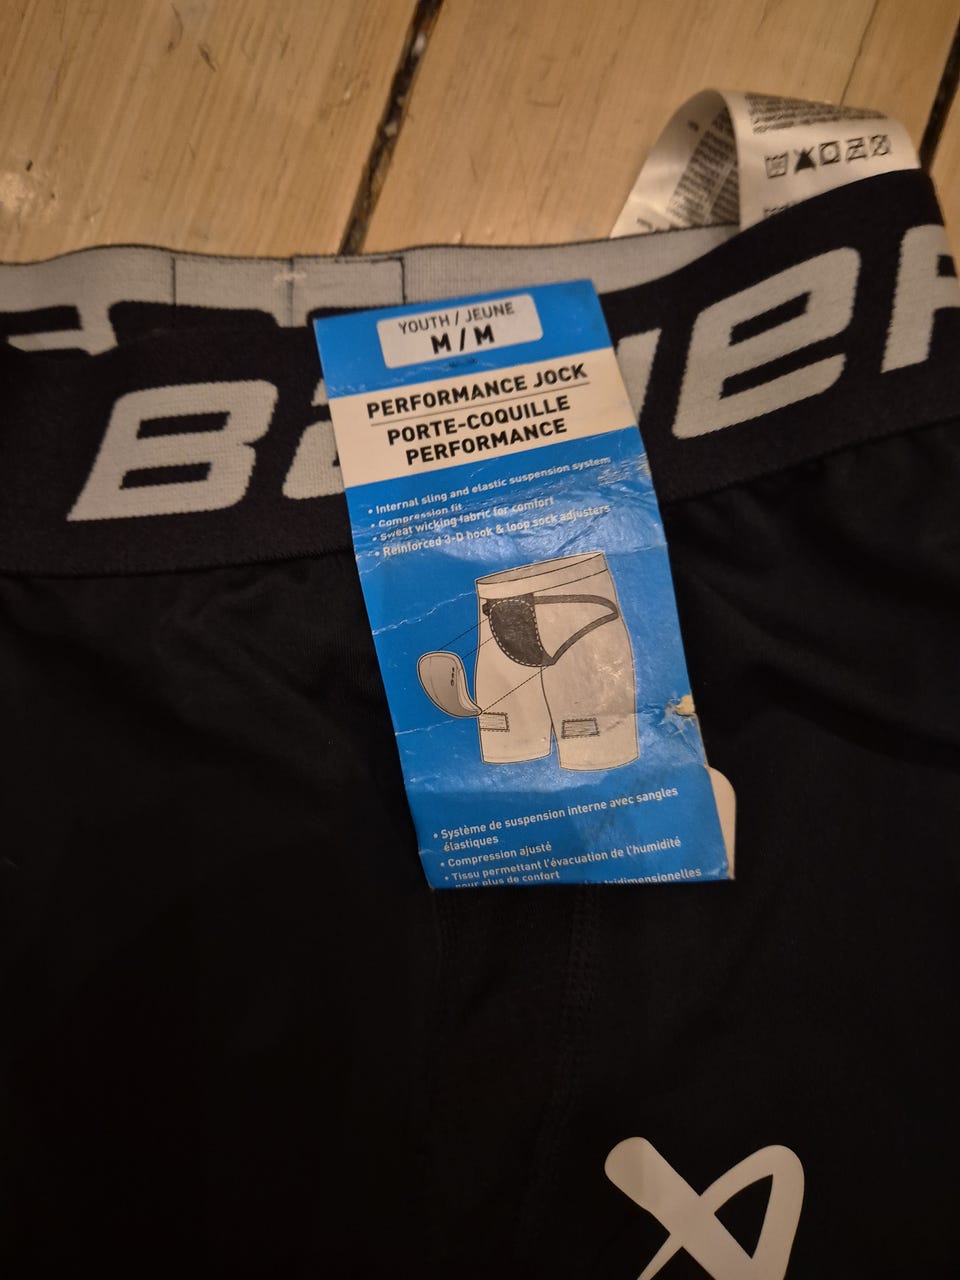 YOUTH / JEUNE
M / M
PERFORMANCE JOCK
PORTE-COQUILLE
PERFORMANCE
• Internal sling and elastic suspension system
• Compression fit
• Sweat wicking fabric for comfort
• Reinforced 3-D hook & loop sock adjusters
• Système de suspension interne avec sangles
élastiques
• Compression ajusté
• Tissu permettant l'évacuation de l'humidité
pour plus de confort
tridimensionelles